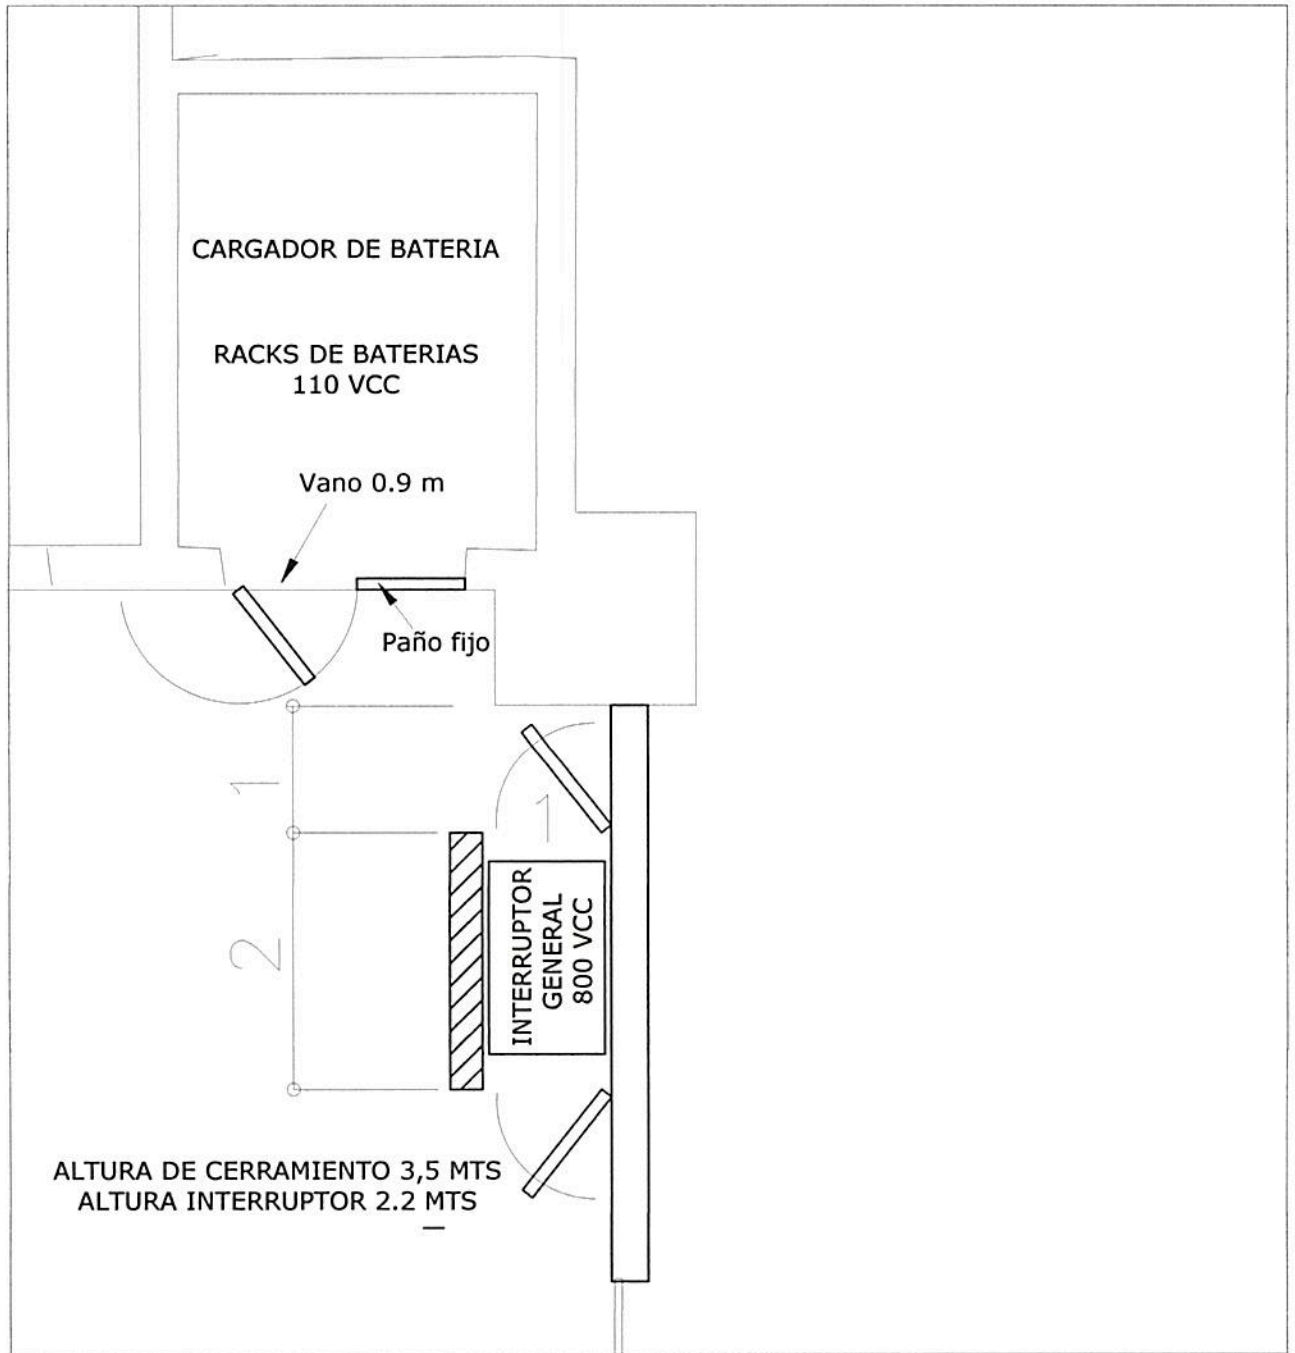 CARGADOR DE BATERIA
RACKS DE BATERIAS
110 VCC
Vano 0.9 m
Paño fijo
1
1
2
INTERRUPTOR
GENERAL
800 VCC
ALTURA DE CERRAMIENTO 3,5 MTS
ALTURA INTERRUPTOR 2.2 MTS